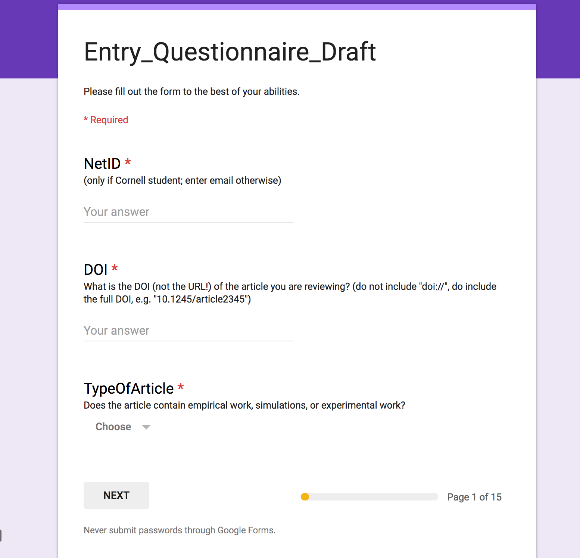 Entry_Questionnaire_Draft
Please fill out the form to the best of your abilities.
* Required
NetID *
(only if Cornell student; enter email otherwise)
Your answer
DOI *
What is the DOI (not the URL!) of the article you are reviewing? (do not include "doi://", do include
the full DOI, e.g. "10.1245/article2345")
Your answer
TypeOfArticle *
Does the article contain empirical work, simulations, or experimental work?
Choose
NEXT
Page 1 of 15
Never submit passwords through Google Forms.